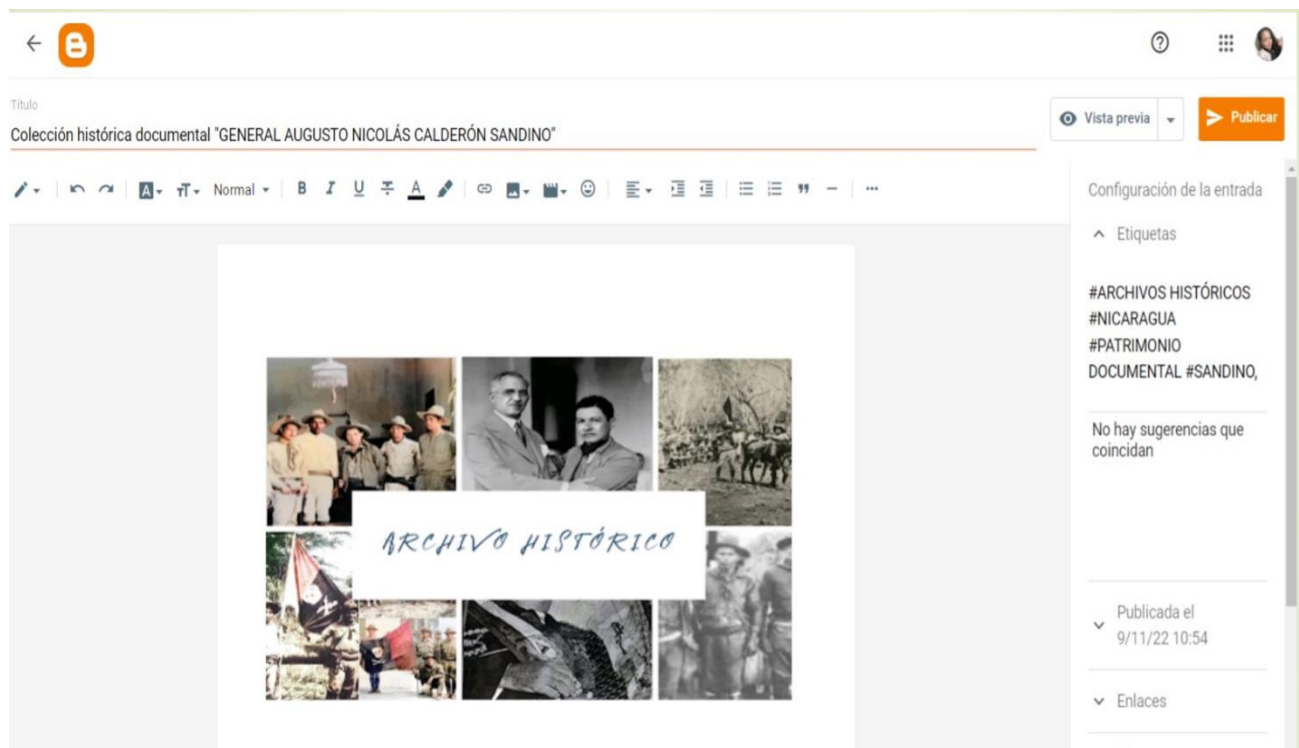 Título
Colección histórica documental "GENERAL AUGUSTO NICOLÁS CALDERÓN SANDINO"
Vista previa
Publicar
Normal
B I U A
Configuración de la entrada
Etiquetas
#ARCHIVOS HISTÓRICOS
#NICARAGUA
#PATRIMONIO
DOCUMENTAL #SANDINO,
No hay sugerencias que
coincidan
ARCHIVO HISTÓRICO
Publicada el
9/11/22 10:54
Enlaces